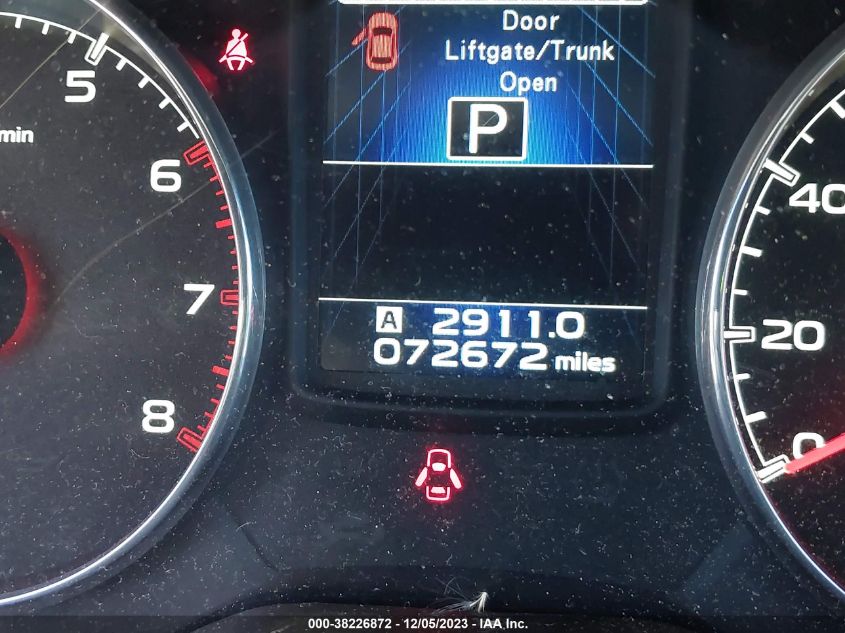 Door
Liftgate/Trunk
Open
P
5
min
6
7
8
A 2911.0
072672 miles
40
20
0
000-38226872 - 12/05/2023 - IAA Inc.